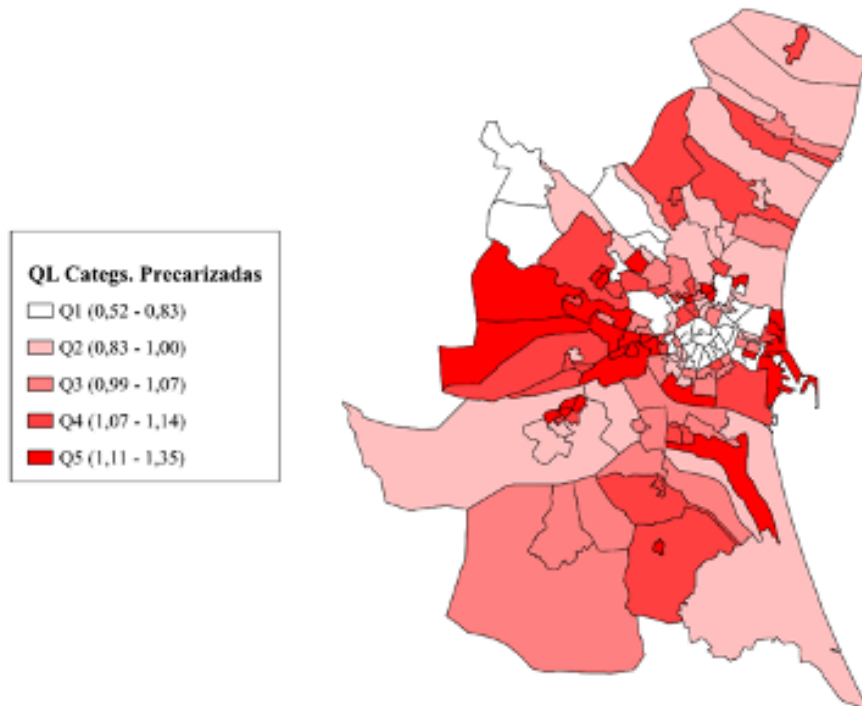 QL Categs. Precarizadas
Q1 (0,52 - 0,83)
Q2 (0,83 - 1,00)
Q3 (0,99 - 1,07)
Q4 (1,07 - 1,14)
Q5 (1,11 - 1,35)